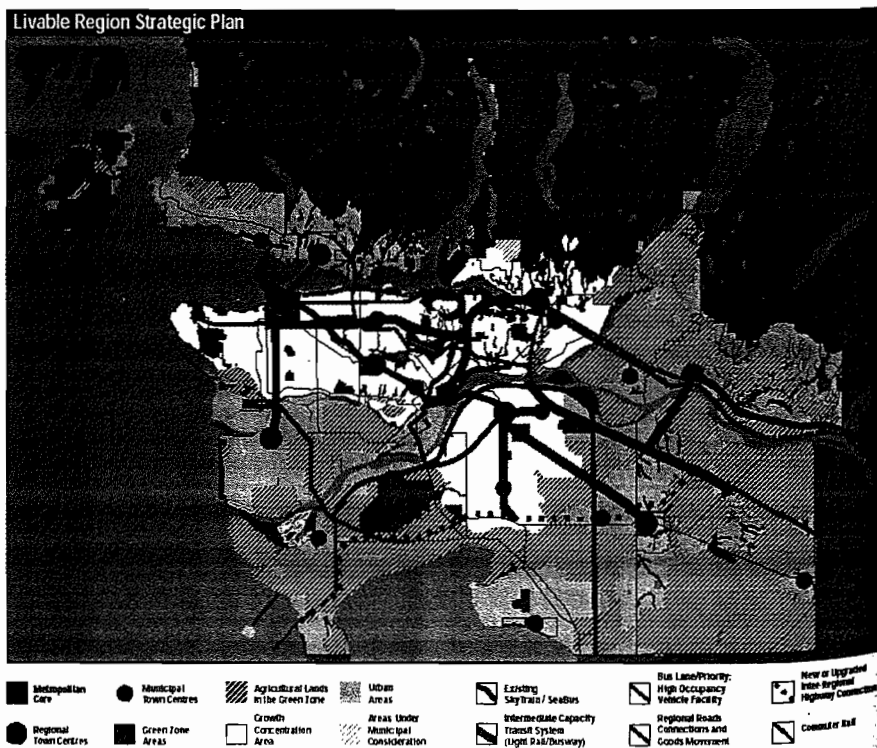 Livable Region Strategic Plan
Metropolitan
Core
Municipal
Town Centres
Agricultural Lands
in the Green Zone
Urban
Areas
Existing
SkyTrain / SeaBus
Bus Lane/Priority;
High Occupancy
Vehicle Facility
New or Upgraded
Inter-Regional
Highway Connections
Regional
Town Centres
Green Zone
Areas
Growth
Concentration
Area
Areas Under
Municipal
Consideration
Intermediate Capacity
Transit System
(Light Rail/Busway)
Regional Roads
Connections and
Goods Movement
Commuter Rail